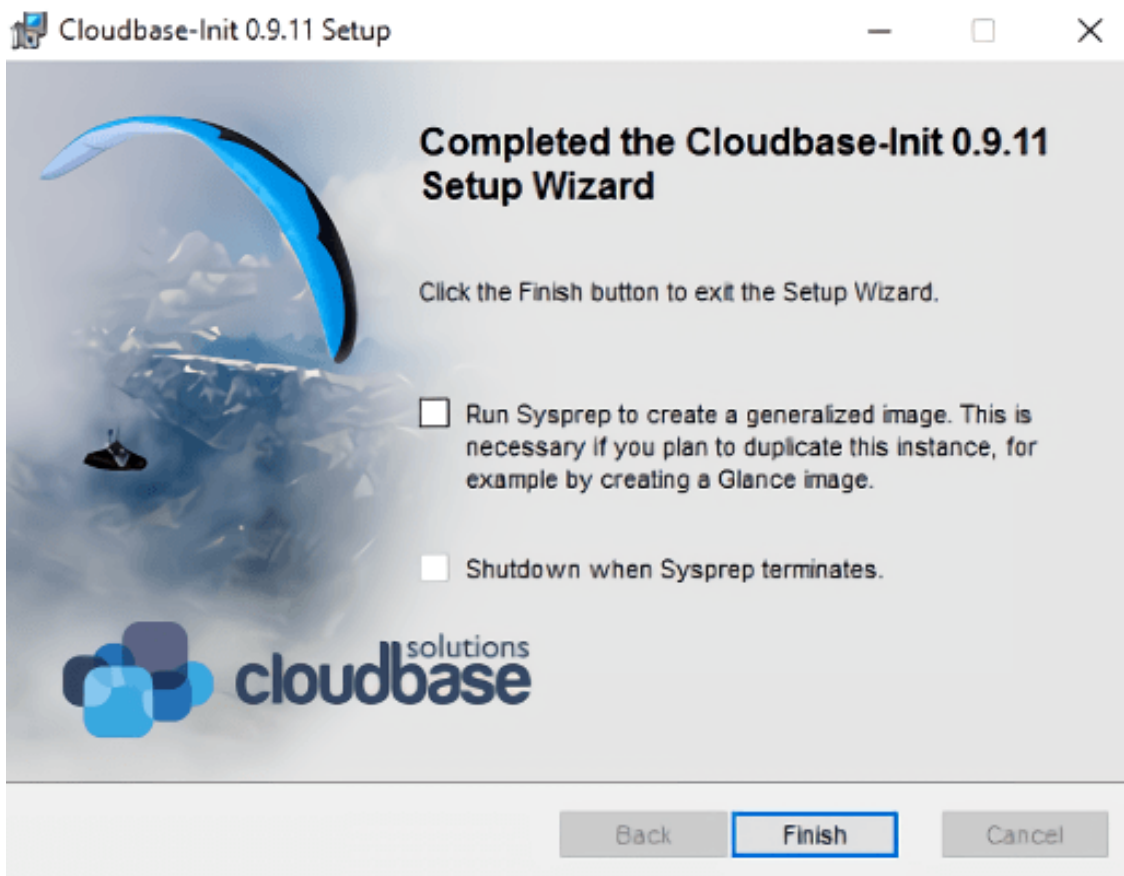 Cloudbase-Init 0.9.11 Setup
Completed the Cloudbase-Init 0.9.11
Setup Wizard
Click the Finish button to exit the Setup Wizard.
Run Sysprep to create a generalized image. This is
necessary if you plan to duplicate this instance, for
example by creating a Glance image.
Shutdown when Sysprep terminates.
solutions
cloudbase
Back
Finish
Cancel